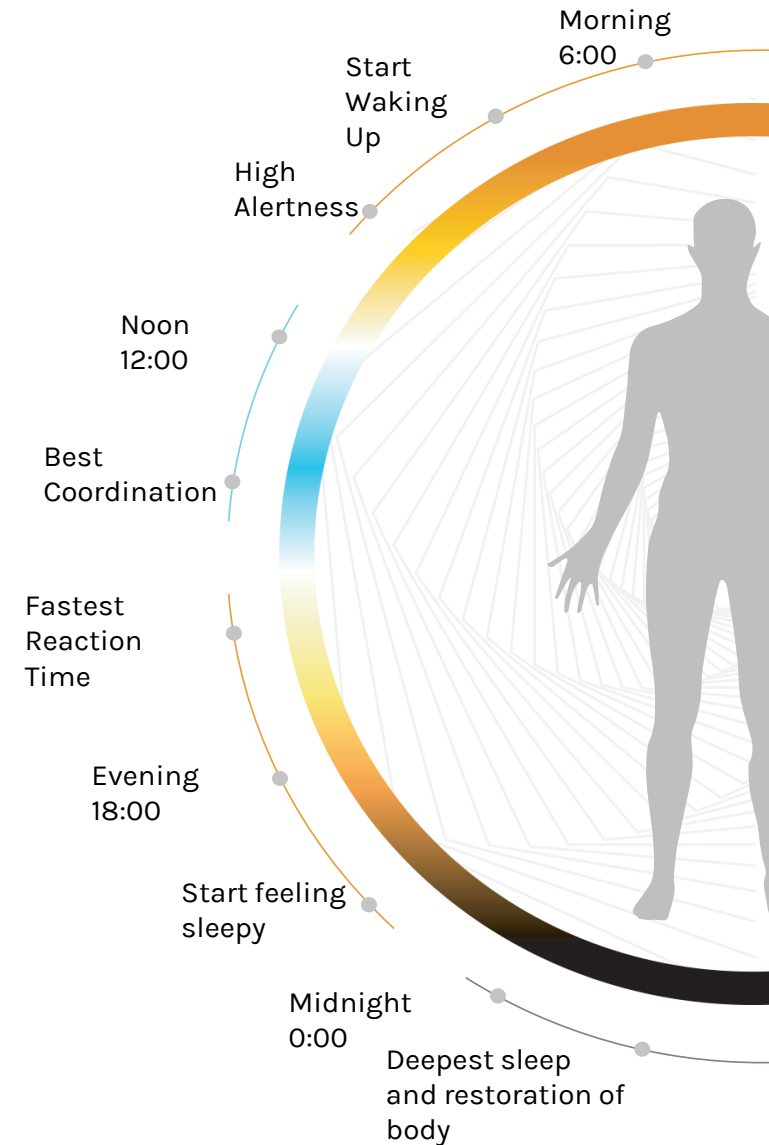 Morning
6:00
Start
Waking
Up
High
Alertness
Noon
12:00
Best
Coordination
Fastest
Reaction
Time
Evening
18:00
Start feeling
sleepy
Midnight
0:00
Deepest sleep
and restoration of
body